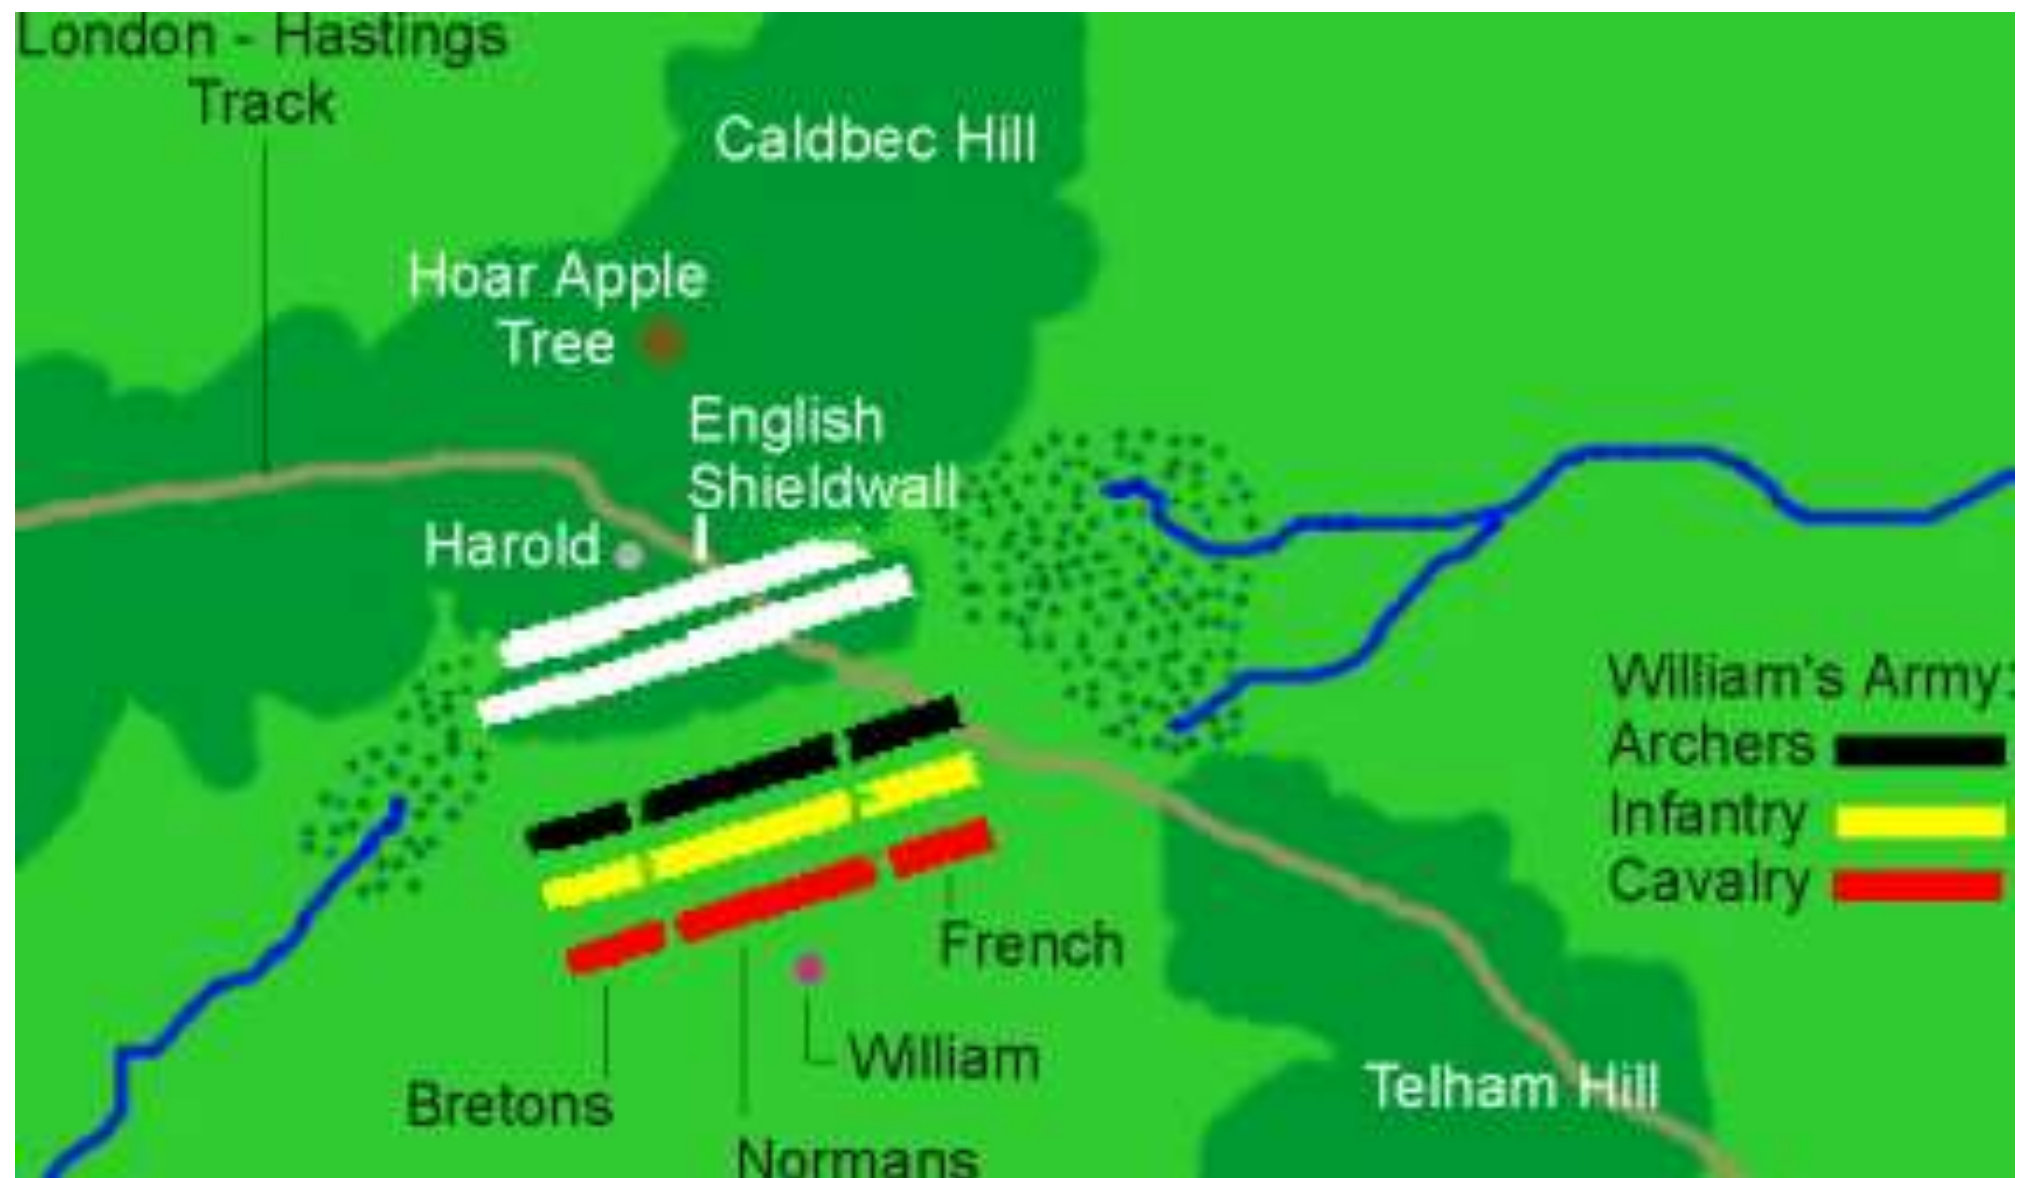 London - Hastings
Track
Caldbec Hill
Hoar Apple
Tree
English
Shieldwall
Harold
William's Army:
Archers
Infantry
Cavalry
French
William
Bretons
Normans
Telham Hill